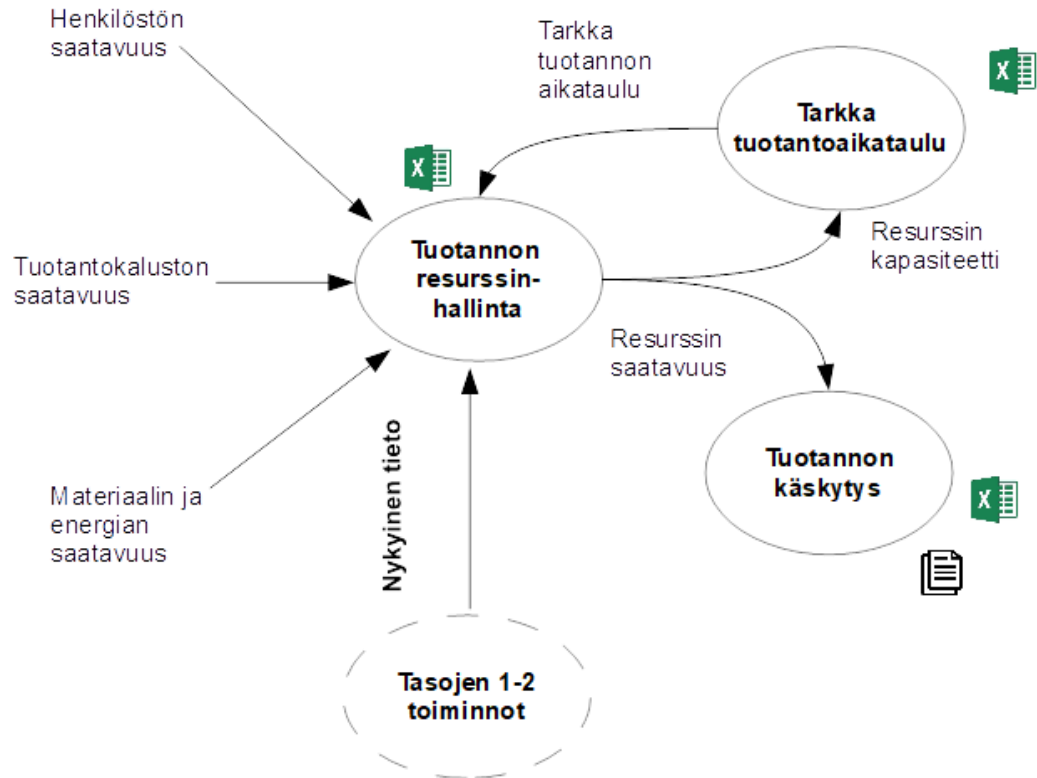 Henkilöstön
saatavuus
Tarkka
tuotannon
aikataulu
X
Tarkka
tuotantoaikataulu
X
Tuotannon
resurssin-
hallinta
Resurssin
kapasiteetti
Tuotantokaluston
saatavuus
Resurssin
saatavuus
Nykyinen tieto
Tuotannon
käskytys
X
Materiaalin ja
energian
saatavuus
Tasojen 1-2
toiminnot